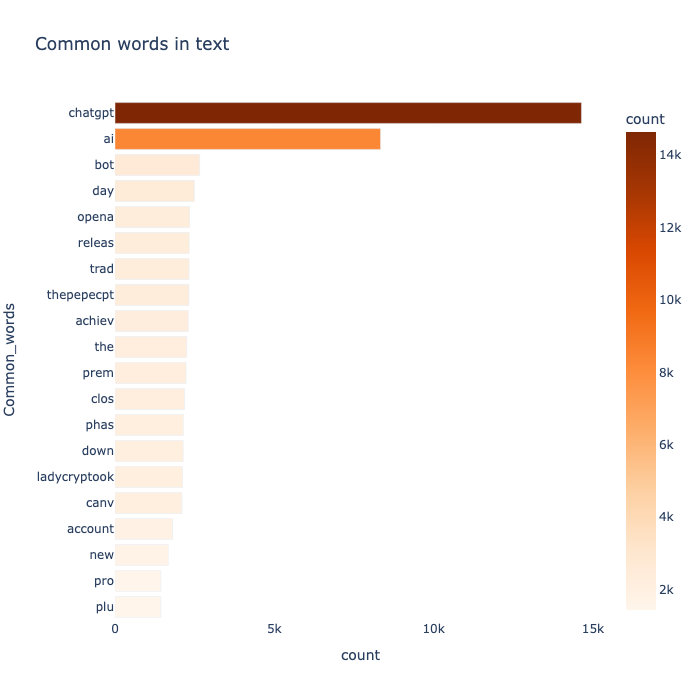 Common words in text
count
chatgpt
ai
bot
day
opena
releas
trad
thepepecpt
achiev
the
prem
clos
phas
down
ladycryptook
canv
account
new
pro
plu
Common_words
0 5k 10k 15k
count
14k
12k
10k
8k
6k
4k
2k